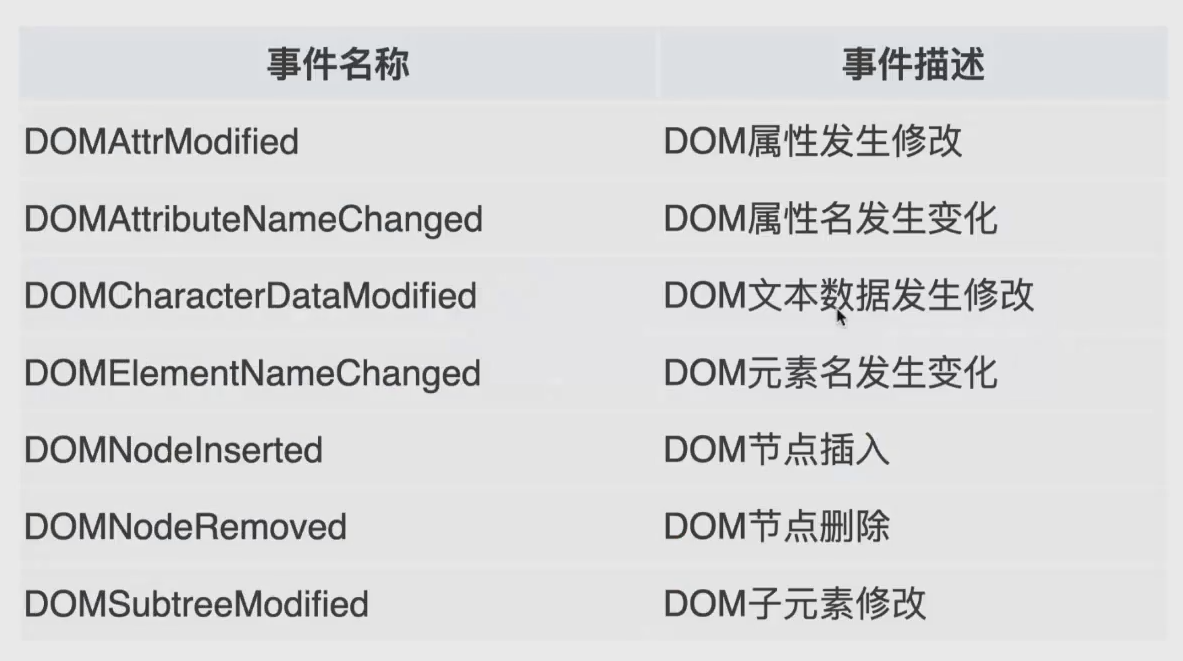 事件名称 事件描述
DOMAttrModified DOM属性发生修改
DOMAttributeNameChanged DOM属性名发生变化
DOMCharacterDataModified DOM文本数据发生修改
DOMElementNameChanged DOM元素名发生变化
DOMNodeInserted DOM节点插入
DOMNodeRemoved DOM节点删除
DOMSubtreeModified DOM子元素修改